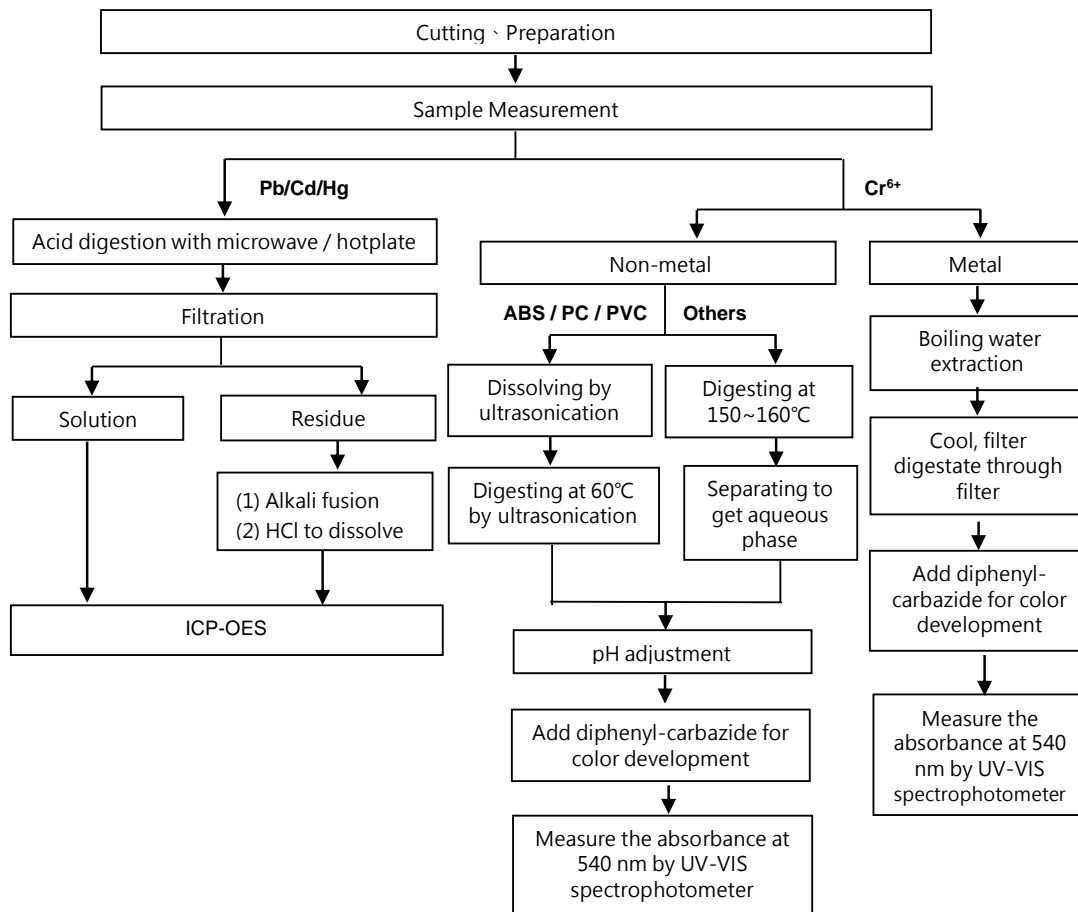 Cutting、Preparation
Sample Measurement
Pb/Cd/Hg
Cr⁶⁺
Acid digestion with microwave / hotplate
Filtration
Solution
Residue
(1) Alkali fusion
(2) HCl to dissolve
ICP-OES
Non-metal
ABS / PC / PVC
Others
Dissolving by
ultrasonication
Digesting at 60℃
by ultrasonication
Digesting at
150~160℃
Separating to
get aqueous
phase
pH adjustment
Add diphenyl-carbazide for
color development
Measure the absorbance at
540 nm by UV-VIS
spectrophotometer
Metal
Boiling water
extraction
Cool, filter
digestate through
filter
Add diphenyl-
carbazide for color
development
Measure the
absorbance at 540
nm by UV-VIS
spectrophotometer